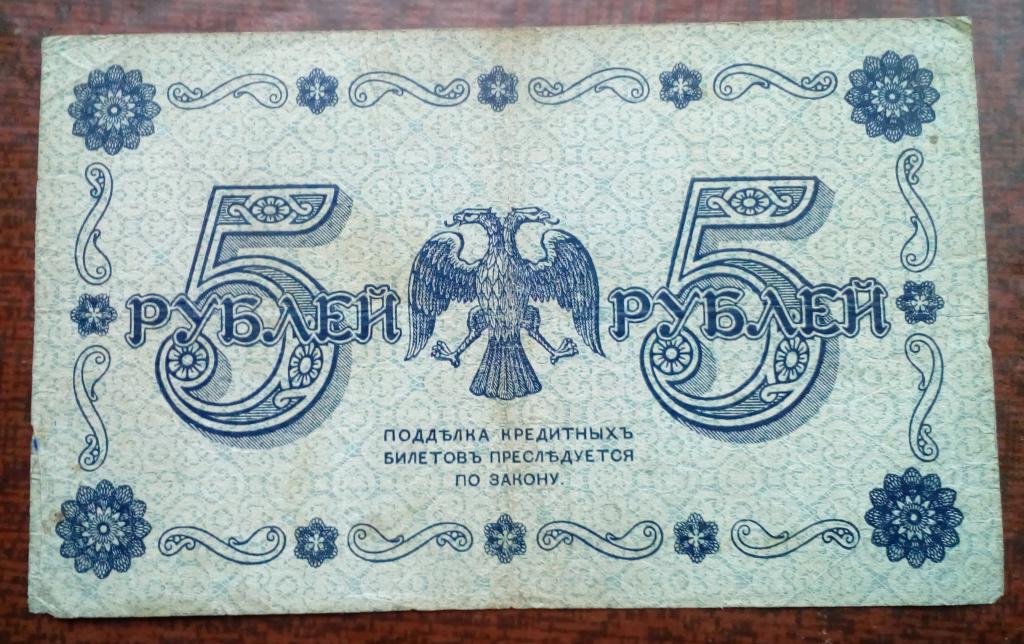 5 РУБЛЕЙ
5 РУБЛЕЙ
ПОДДѢЛКА КРЕДИТНЫХЪ
БИЛЕТОВЪ ПРЕСЛѢДУЕТСЯ
ПО ЗАКОНУ.